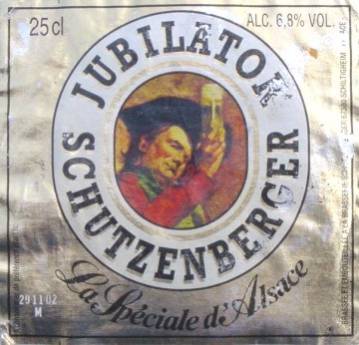 25 cl
ALC. 6,8% VOL.
JUBILATOR
SCHUTZENBERGER
La Spéciale d'Alsace
291102
M